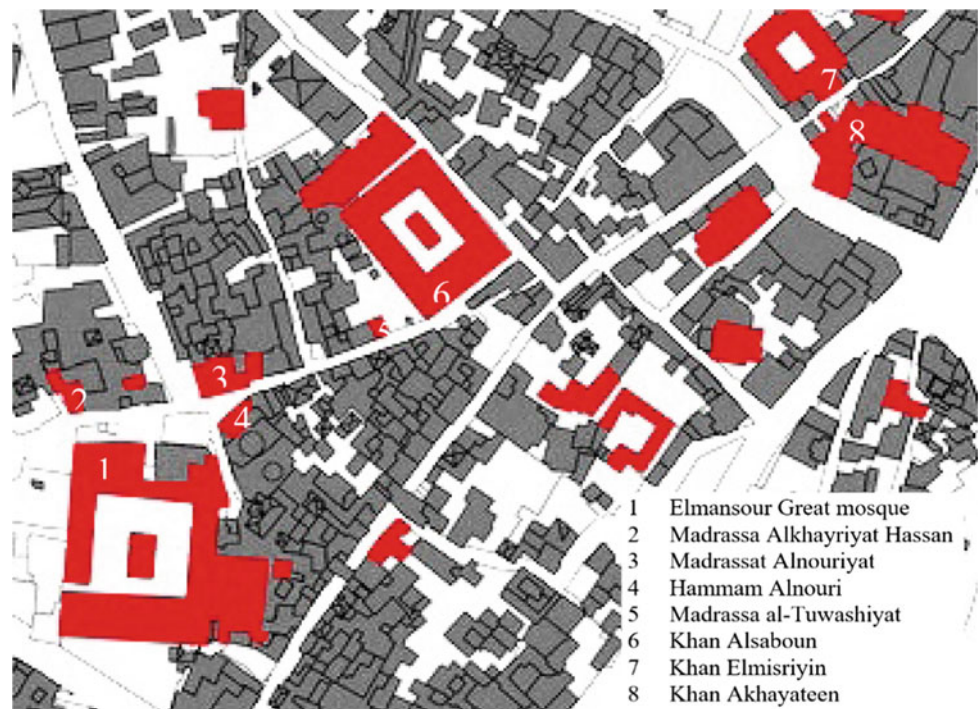 7
8
6
5
3
2
4
1
1 Elmansour Great mosque
2 Madrassa Alkhayriyat Hassan
3 Madrassat Alnouriyat
4 Hammam Alnouri
5 Madrassa al-Tuwashiyat
6 Khan Alsaboun
7 Khan Elmisriyin
8 Khan Akhayateen